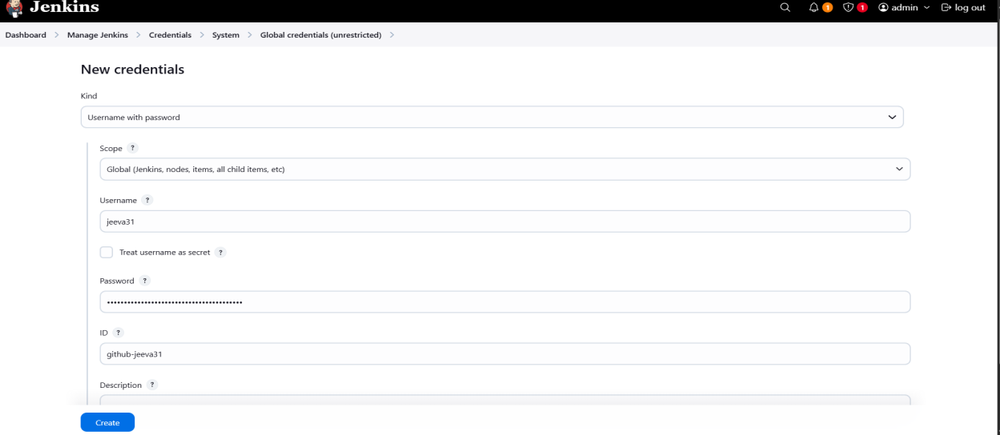 Jenkins
1 1 admin log out
Dashboard > Manage Jenkins > Credentials > System > Global credentials (unrestricted) >
New credentials
Kind
Username with password
Scope ?
Global (Jenkins, nodes, items, all child items, etc)
Username ?
jeeva31
Treat username as secret ?
Password ?
••••••••••••••••••••••••••••••••••••••••
ID ?
github-jeeva31
Description ?
Create